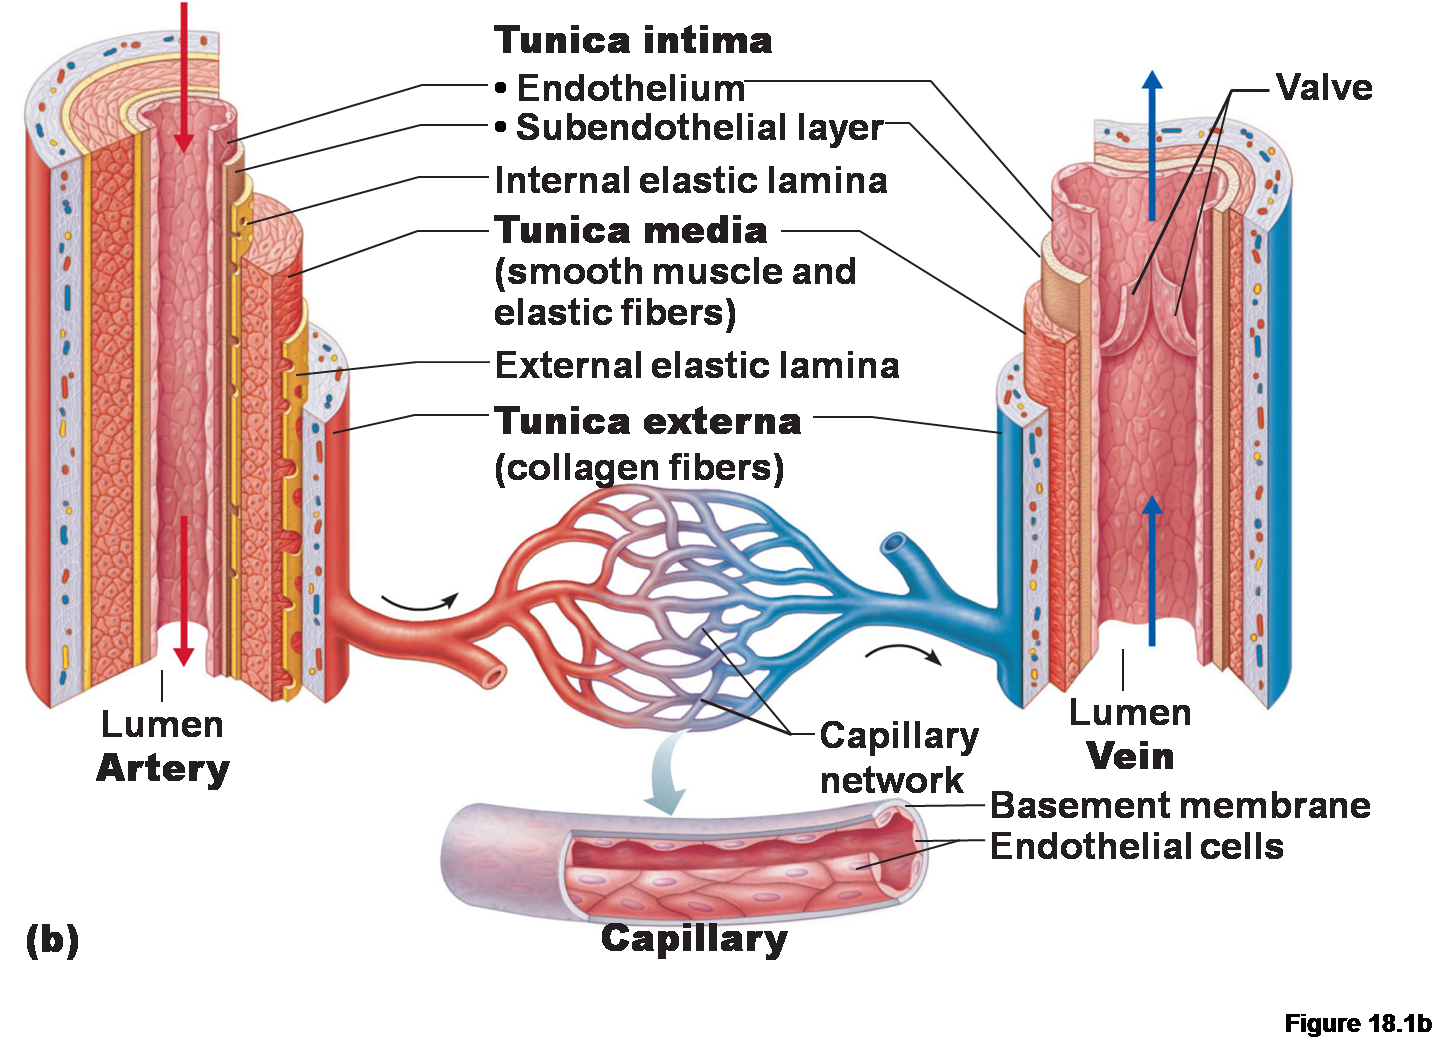 Tunica intima
• Endothelium
• Subendothelial layer
Internal elastic lamina
Tunica media
(smooth muscle and
elastic fibers)
External elastic lamina
Tunica externa
(collagen fibers)
Valve
Lumen
Artery
Lumen
Vein
Capillary
network
Basement membrane
Endothelial cells
Capillary
(b)
Figure 18.1b